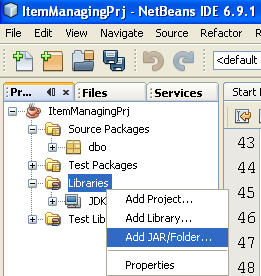 ItemManagingPrj - NetBeans IDE 6.9.1
File Edit View Navigate Source Refactor
<default
Pr... Files Services
Start
ItemManagingPrj
Source Packages
dbo
Test Packages
Libraries
JDK
Test Lib
Add Project...
Add Library...
Add JAR/Folder...
Properties
43
44
45
46
47
48
49